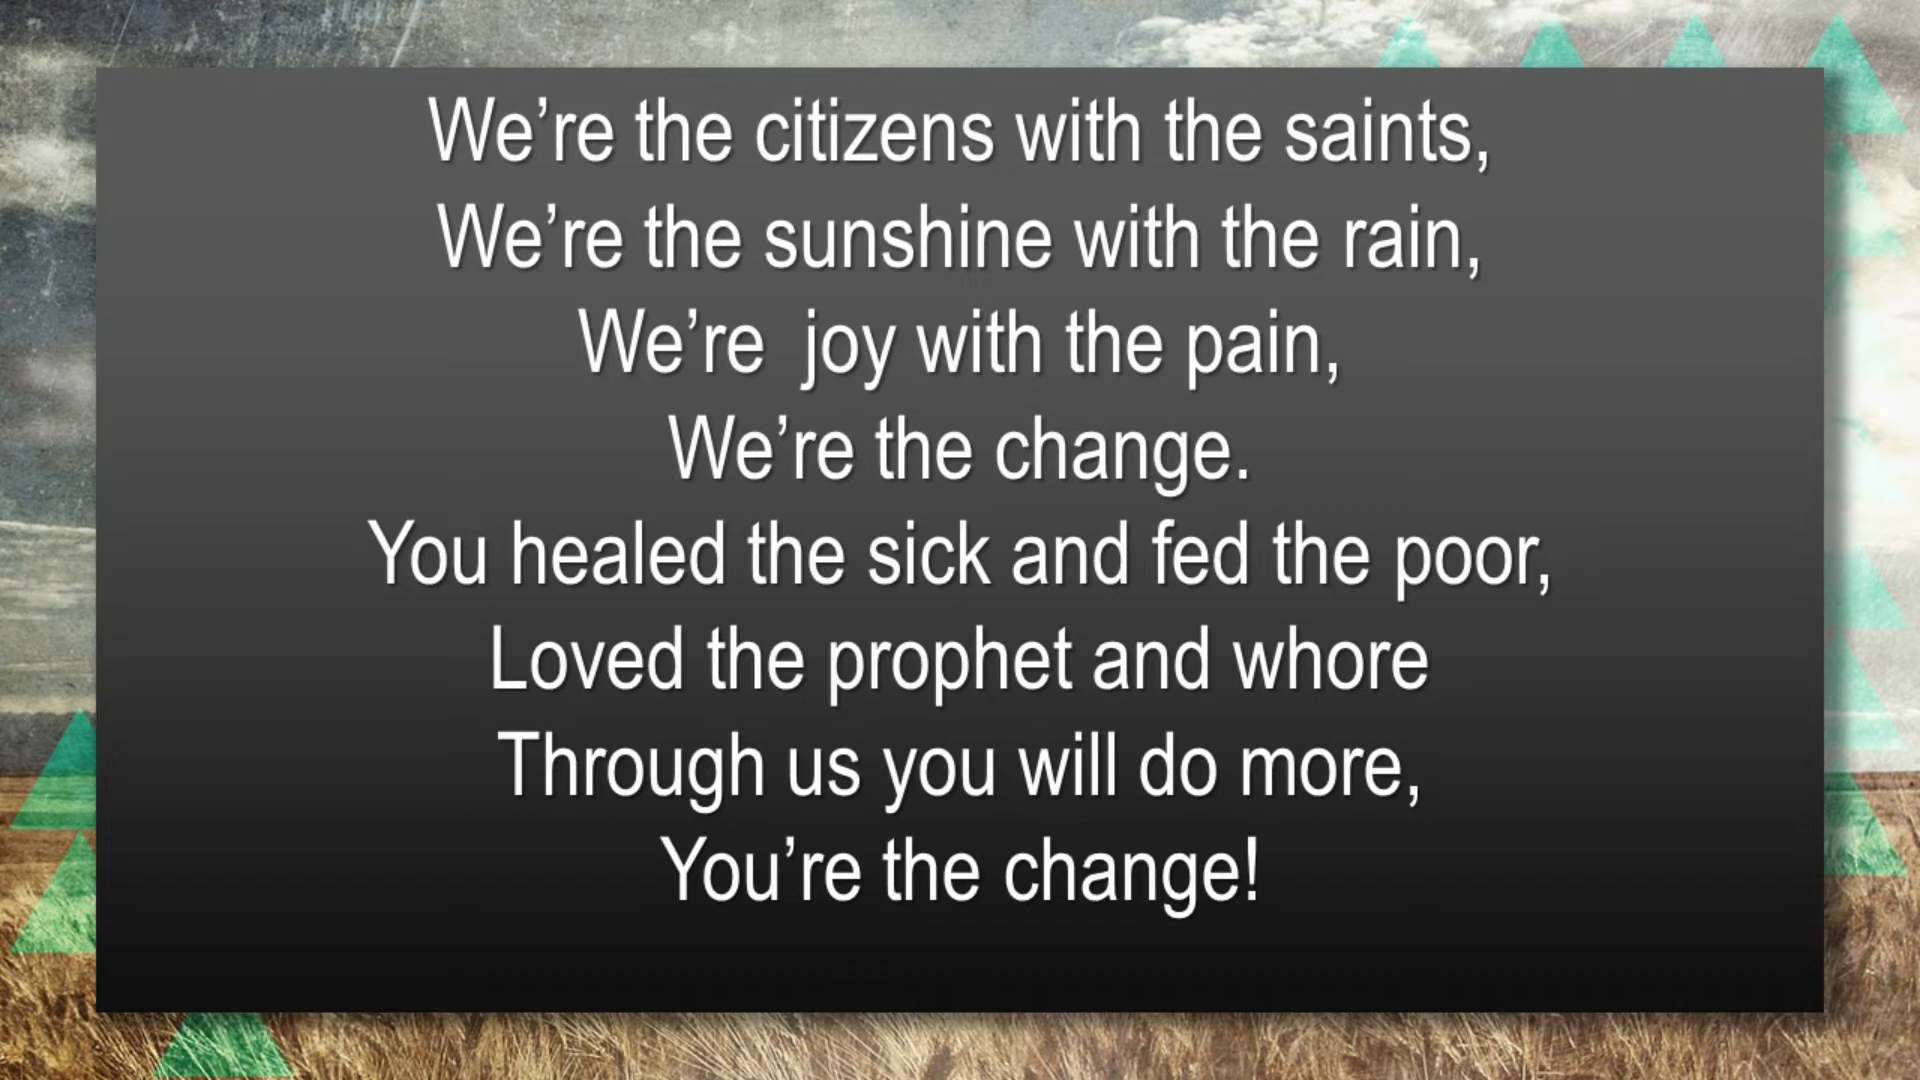 We’re the citizens with the saints,
We’re the sunshine with the rain,
We’re  joy with the pain,
We’re the change.
You healed the sick and fed the poor,
Loved the prophet and whore
Through us you will do more,
You’re the change!